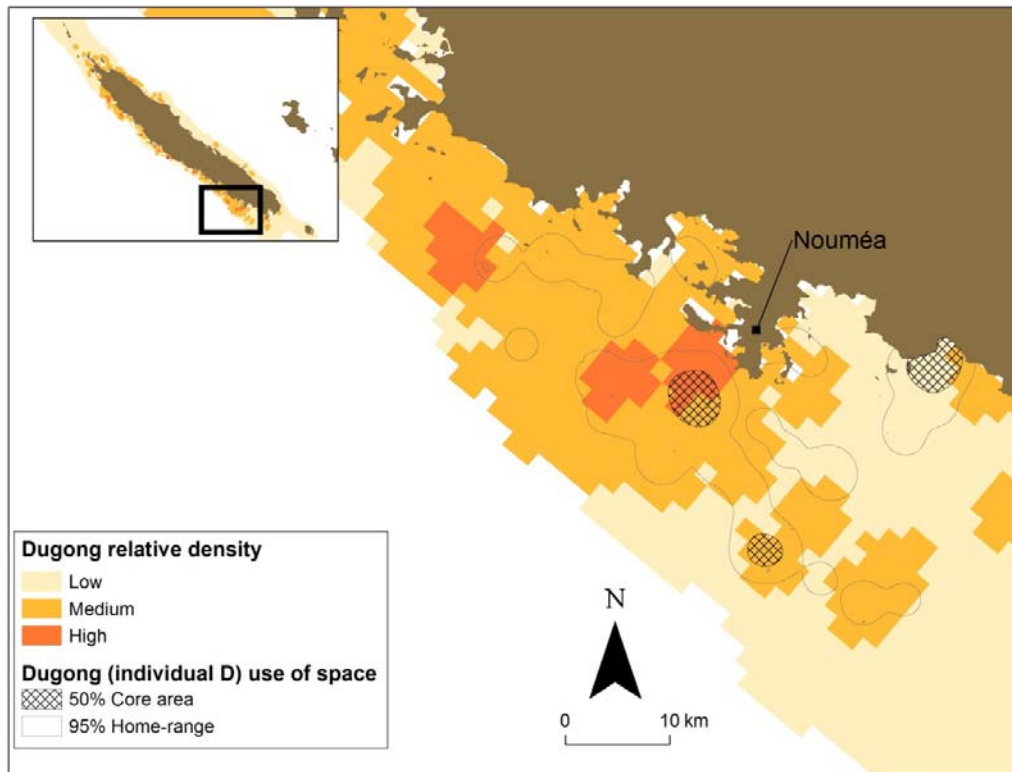 Nouméa
Dugong relative density
Low
Medium
High
Dugong (individual D) use of space
50% Core area
95% Home-range
N
0 10 km